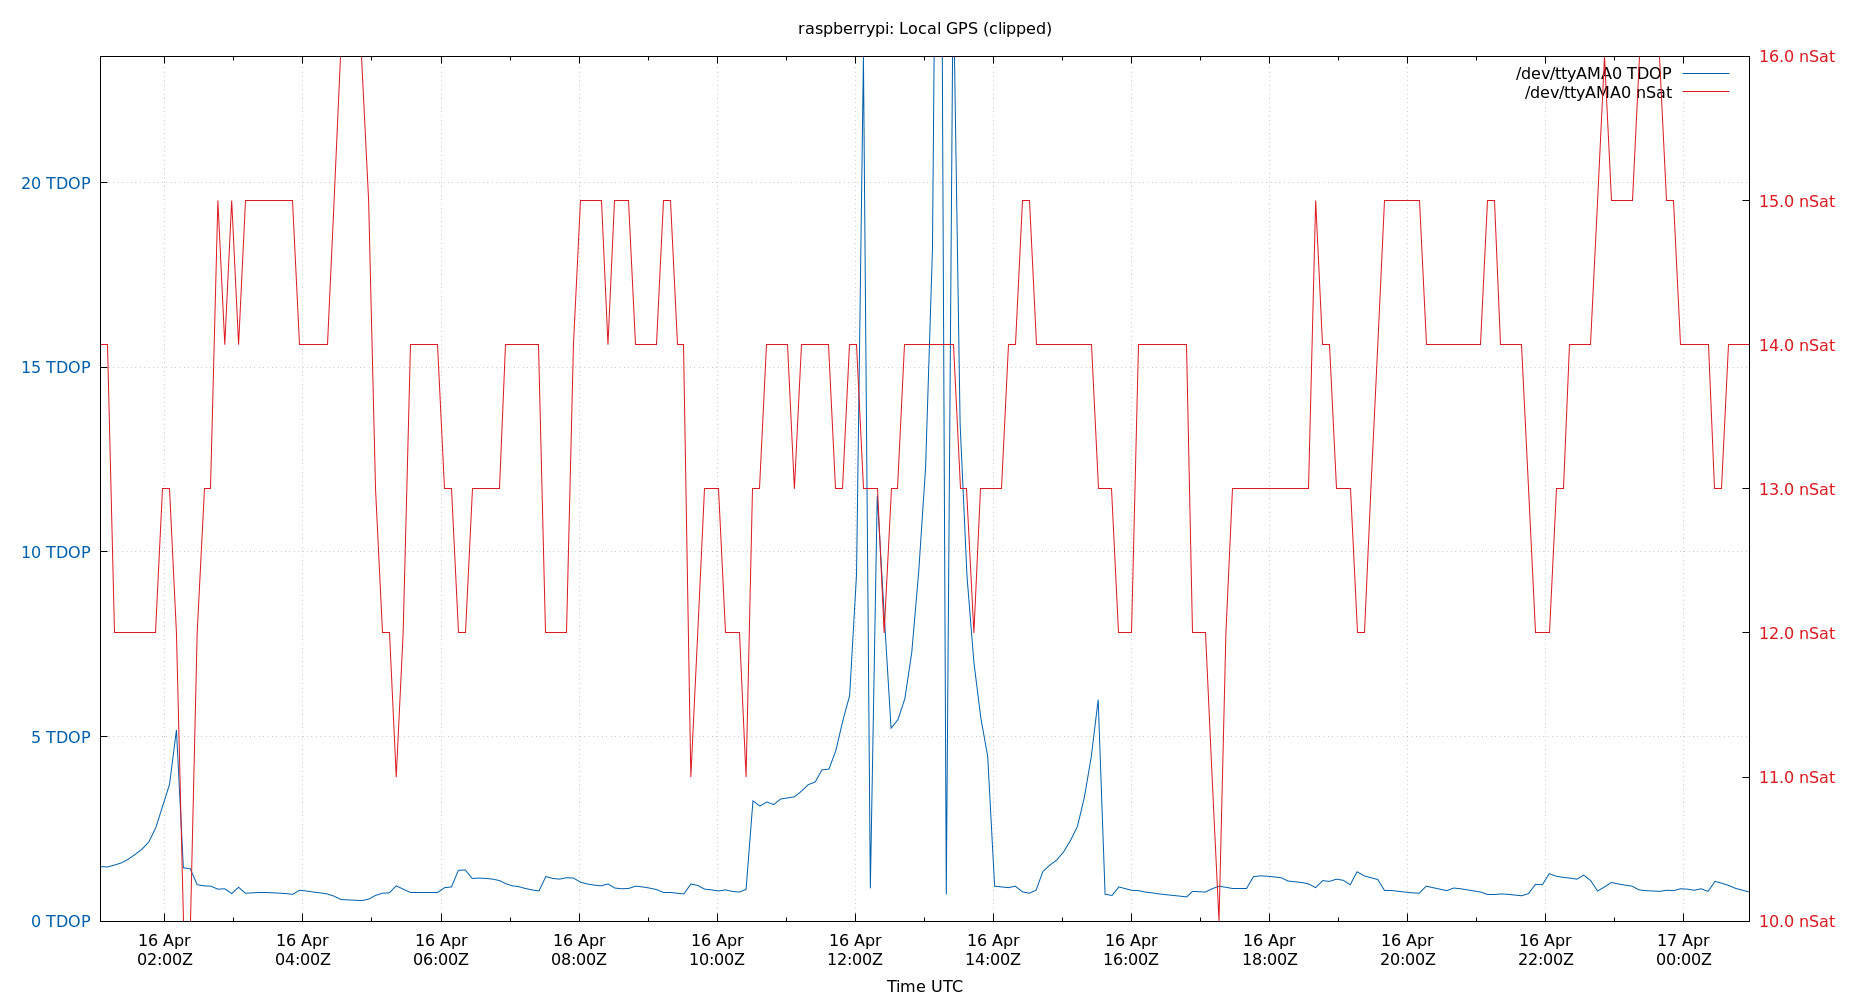 raspberrypi: Local GPS (clipped)
/dev/ttyAMA0 TDOP
/dev/ttyAMA0 nSat
20 TDOP
15 TDOP
10 TDOP
5 TDOP
0 TDOP
16.0 nSat
15.0 nSat
14.0 nSat
13.0 nSat
12.0 nSat
11.0 nSat
10.0 nSat
16 Apr 16 Apr 16 Apr 16 Apr 16 Apr 16 Apr 16 Apr 16 Apr 16 Apr 16 Apr 16 Apr 17 Apr
02:00Z 04:00Z 06:00Z 08:00Z 10:00Z 12:00Z 14:00Z 16:00Z 18:00Z 20:00Z 22:00Z 00:00Z
Time UTC